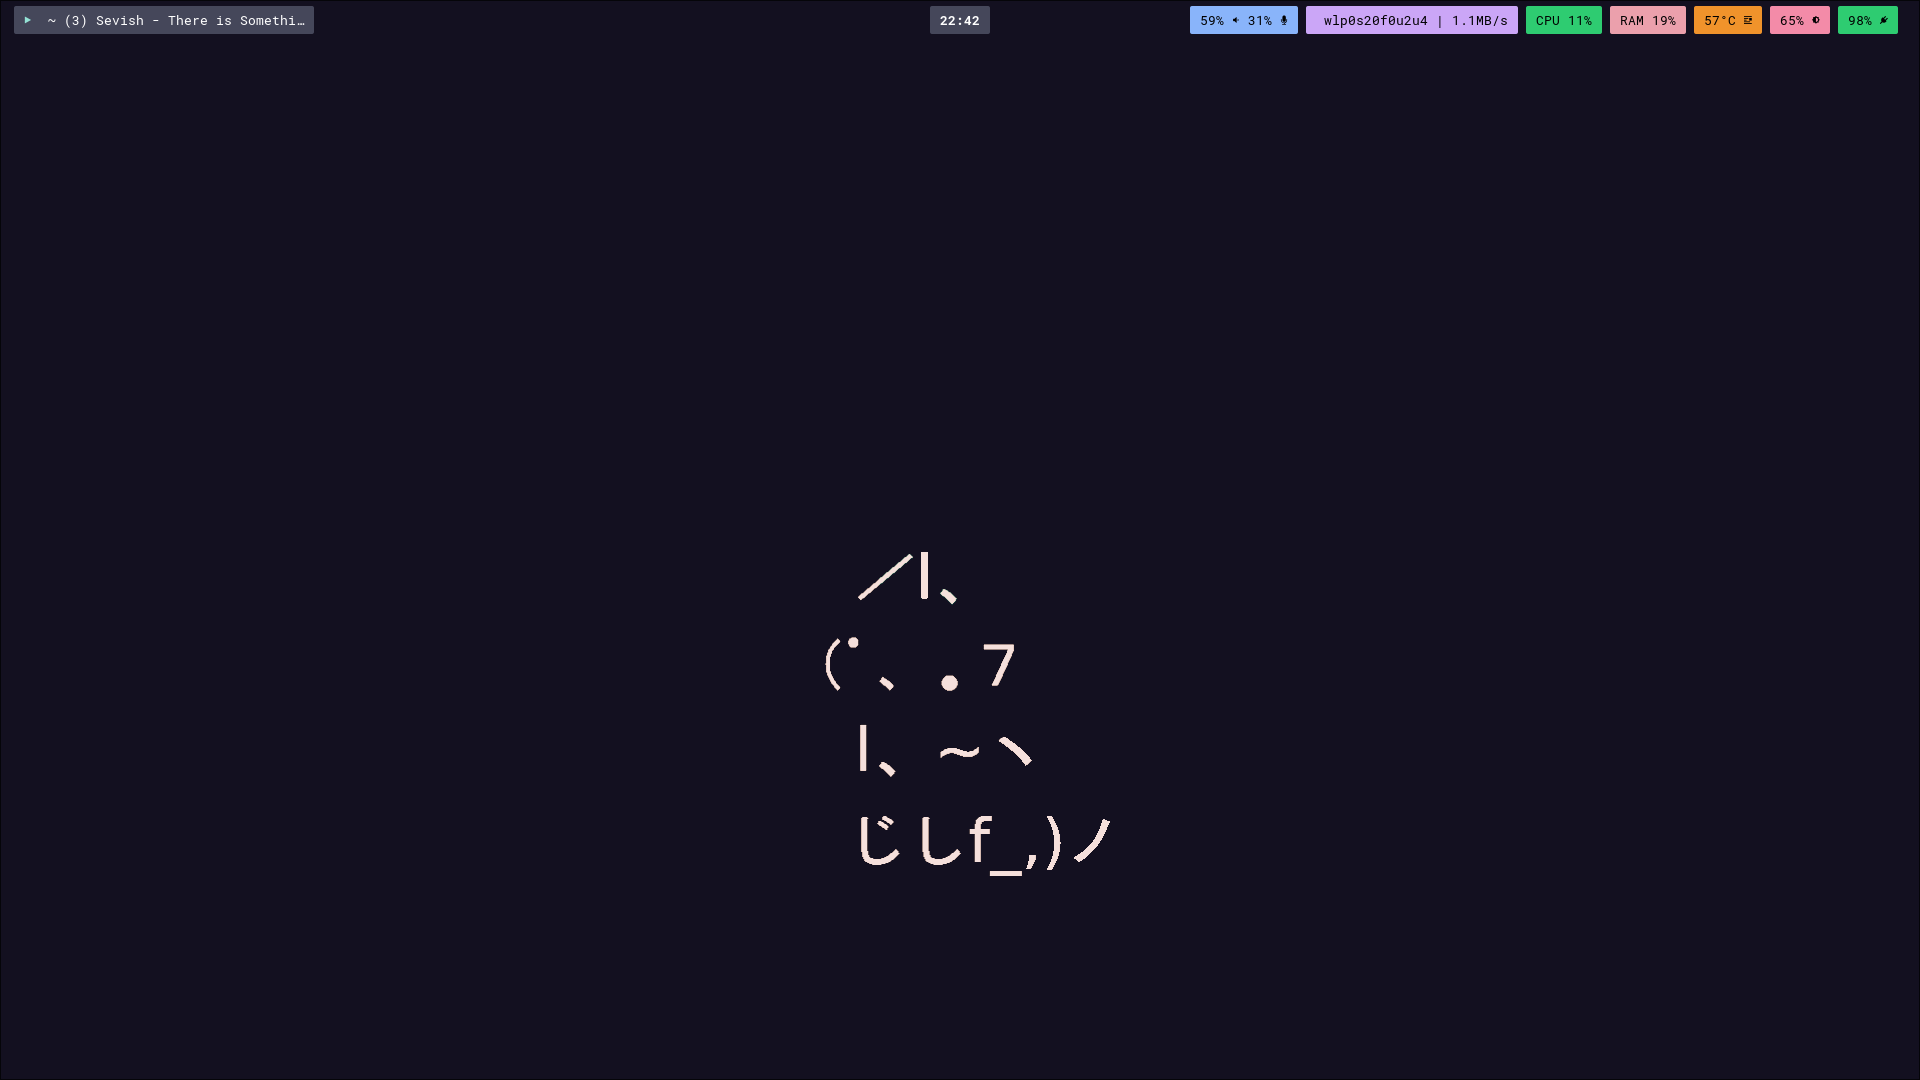 ~ (3) Sevish - There is Somethi…
22:42
59% 31%
wlp0s20f0u2u4 | 1.1MB/s
CPU 11%
RAM 19%
57°C
65%
98%
／l、
(ﾟ、 。7
l、 ~ヽ
じしf_,)ノ